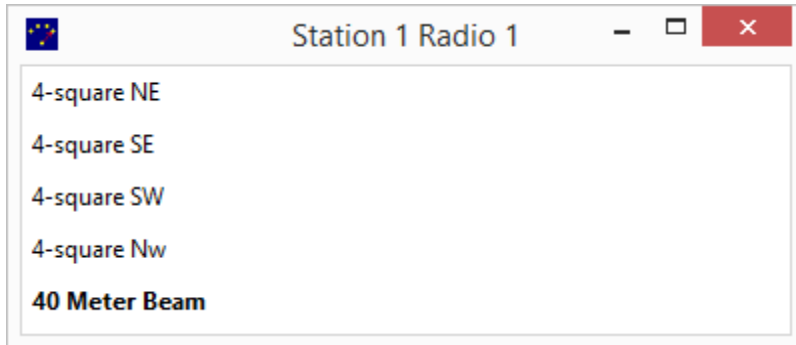 Station 1 Radio 1
4-square NE
4-square SE
4-square SW
4-square Nw
40 Meter Beam